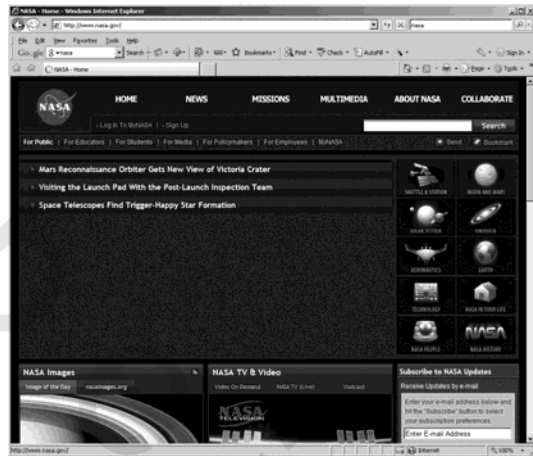 NASA - Home - Windows Internet Explorer
http://www.nasa.gov/
nasa
File Edit View Favorites Tools Help
Google nasa Search Bookmarks Find Check AutoFill Sign In
NASA - Home Page Tools
NASA
HOME NEWS MISSIONS MULTIMEDIA ABOUT NASA COLLABORATE
› Log In To MyNASA | › Sign Up
Search
For Public | For Educators | For Students | For Media | For Policymakers | For Employees | MyNASA
Send Bookmark
› Mars Reconnaissance Orbiter Gets New View of Victoria Crater
› Visiting the Launch Pad With the Post-Launch Inspection Team
› Space Telescopes Find Trigger-Happy Star Formation
SHUTTLE & STATION MOON AND MARS
SOLAR SYSTEM UNIVERSE
AERONAUTICS EARTH
TECHNOLOGY NASA IN YOUR LIFE
NASA PEOPLE NASA HISTORY
NASA Images
Image of the Day nasaimages.org
NASA TV & Video
Video On Demand NASA TV (Live) Vodcast
NASA
TELEVISION
Subscribe to NASA Updates
Receive Updates by e-mail
Enter your e-mail address below and
hit the "Subscribe" button to select
your subscription preferences.
Enter E-mail Address
http://www.nasa.gov/ Internet 100%